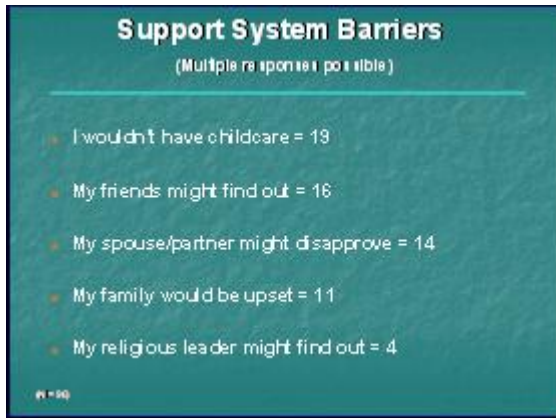 Support System Barriers
(Multiple responses possible)
I wouldn't have childcare = 19
My friends might find out = 16
My spouse/partner might disapprove = 14
My family would be upset = 11
My religious leader might find out = 4